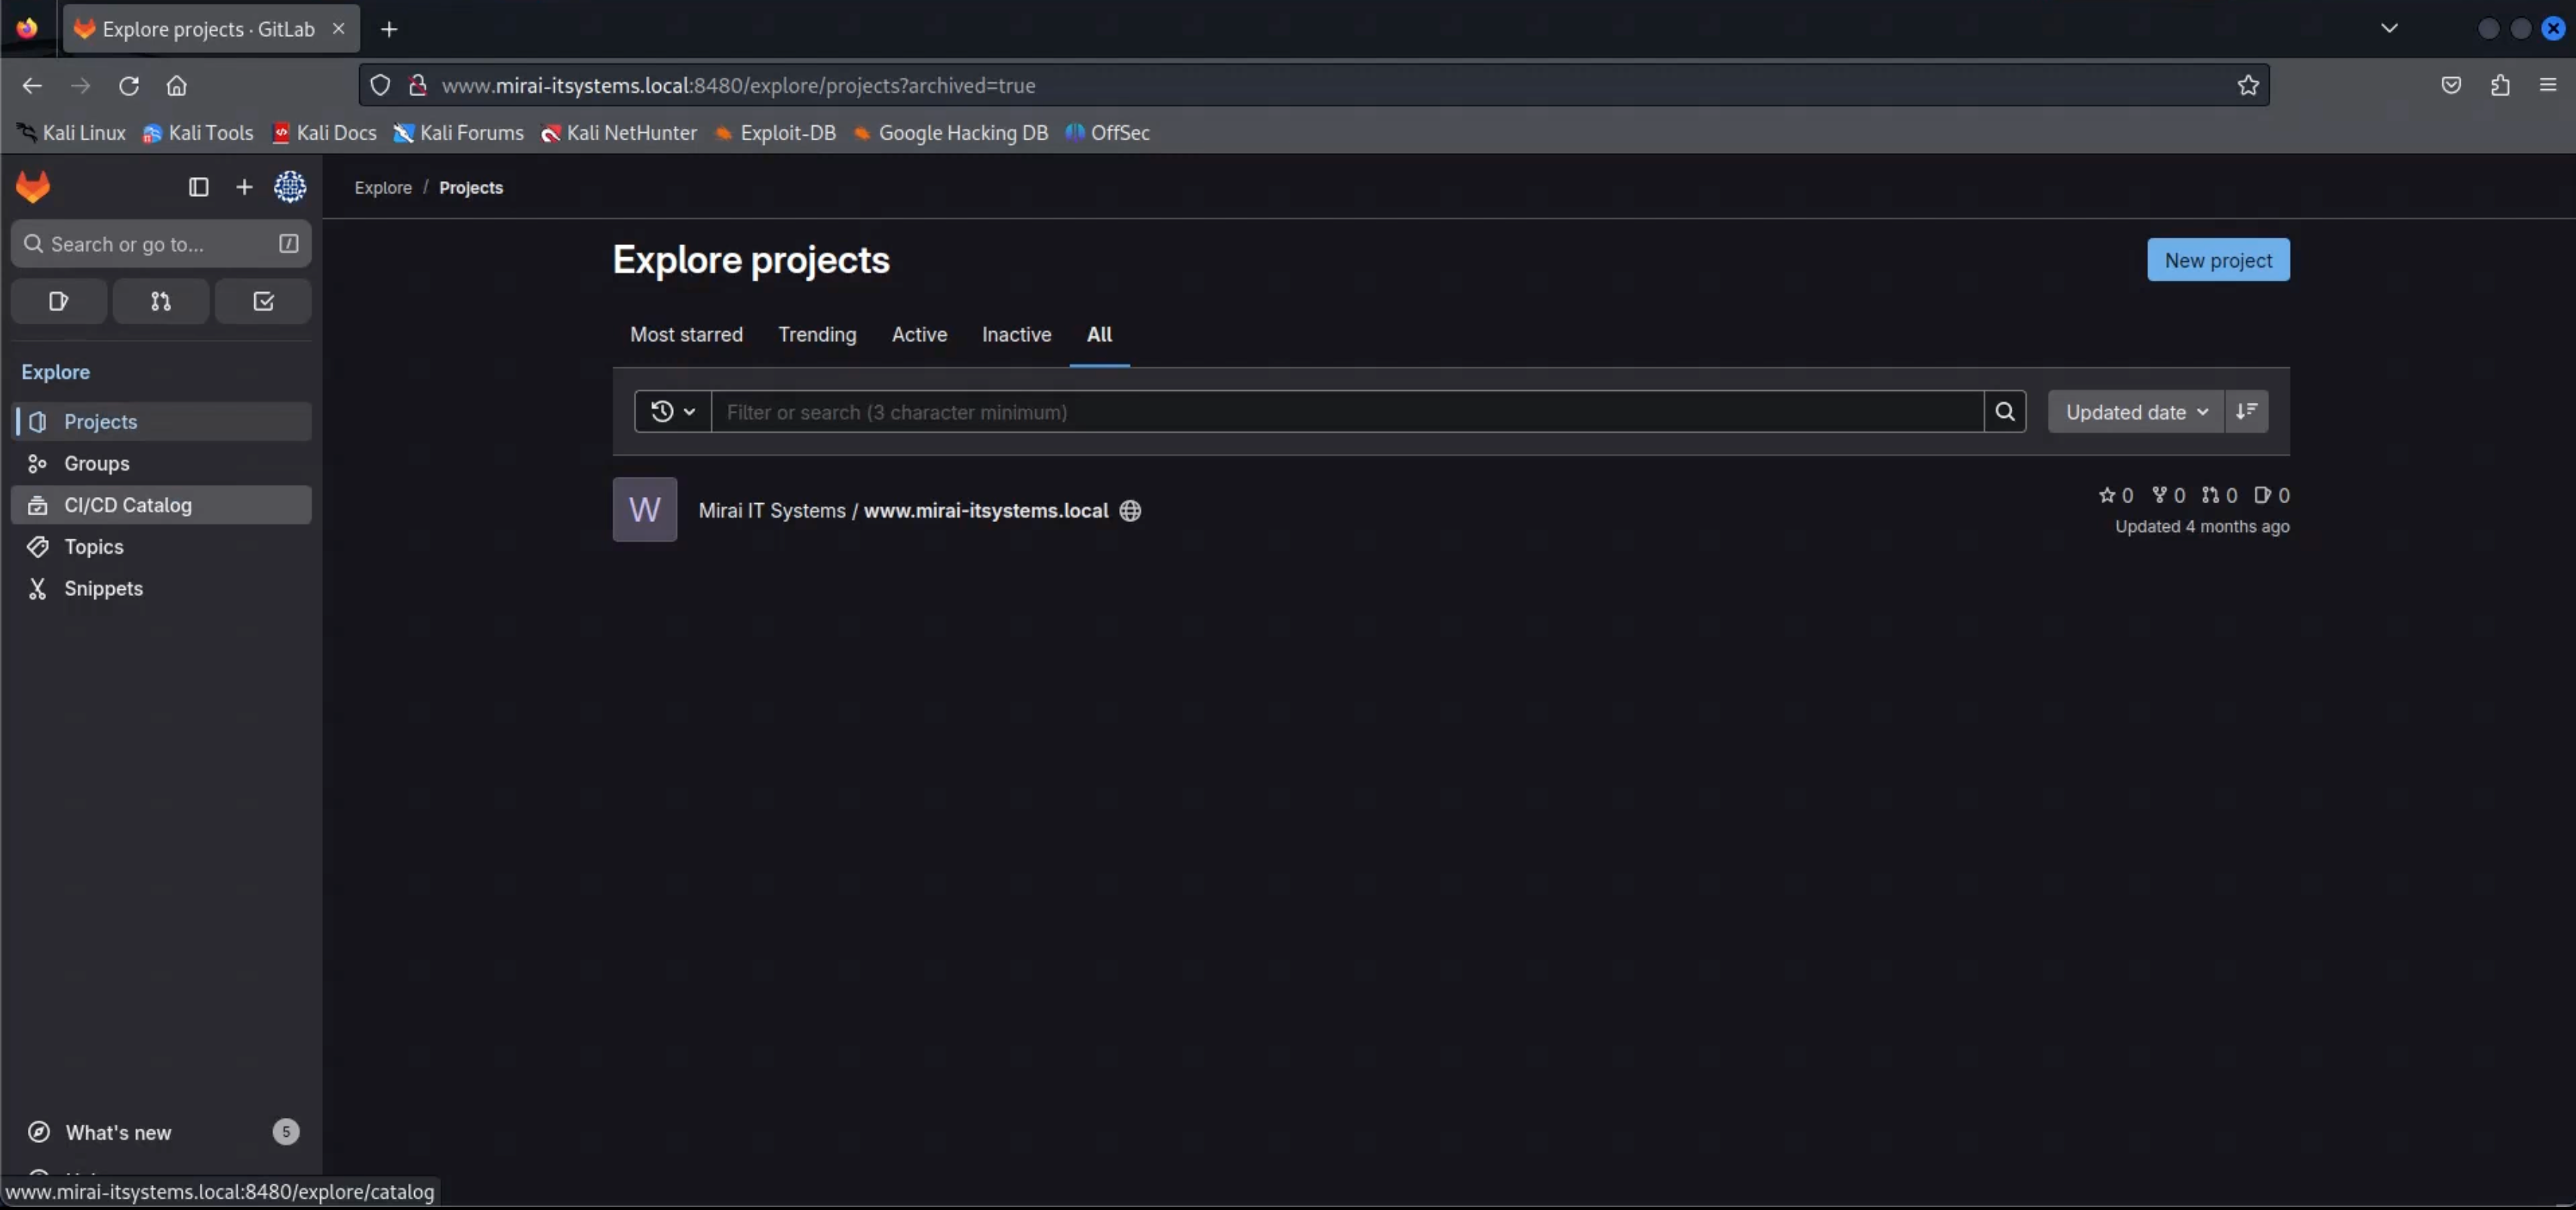 Explore projects · GitLab
www.mirai-itsystems.local:8480/explore/projects?archived=true
Kali Linux Kali Tools Kali Docs Kali Forums Kali NetHunter Exploit-DB Google Hacking DB OffSec
Explore / Projects
Search or go to... /
Explore
Projects
Groups
CI/CD Catalog
Topics
Snippets
What's new 5
www.mirai-itsystems.local:8480/explore/catalog
Explore projects
New project
Most starred Trending Active Inactive All
Filter or search (3 character minimum)
Updated date
W
Mirai IT Systems / www.mirai-itsystems.local
0 0 0 0
Updated 4 months ago